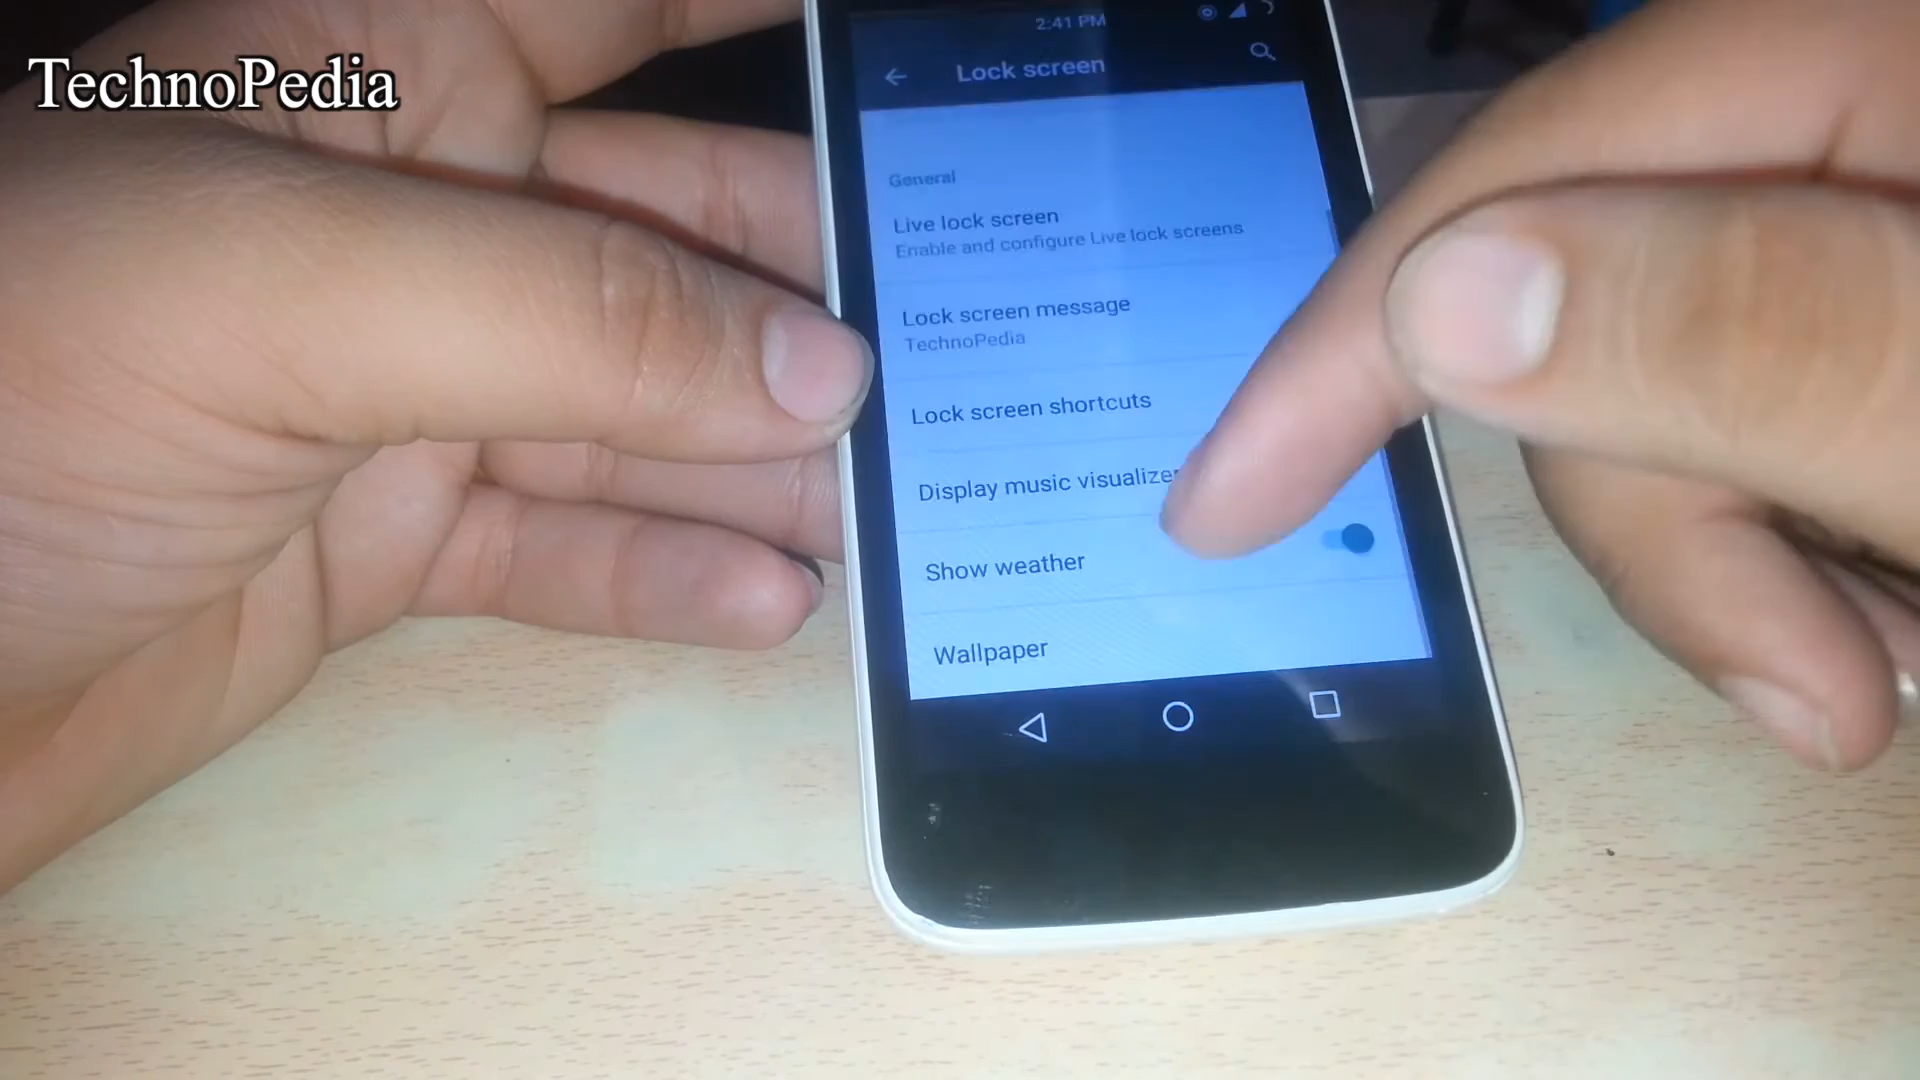 TechnoPedia
2:41 PM
Lock screen
General
Live lock screen
Enable and configure Live lock screens
Lock screen message
TechnoPedia
Lock screen shortcuts
Display music visualizer
Show weather
Wallpaper